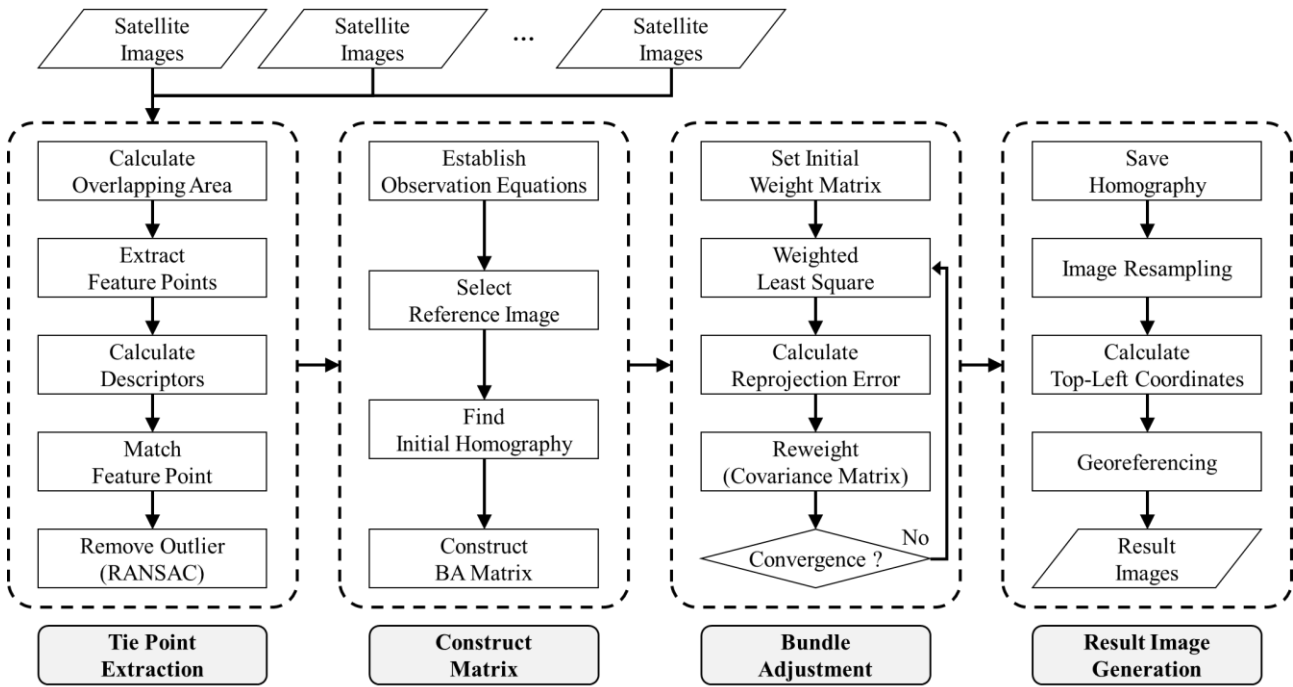 Satellite
Images
Satellite
Images
...
Satellite
Images
Calculate
Overlapping Area
Extract
Feature Points
Calculate
Descriptors
Match
Feature Point
Remove Outlier
(RANSAC)
Tie Point
Extraction
Establish
Observation Equations
Select
Reference Image
Find
Initial Homography
Construct
BA Matrix
Construct
Matrix
Set Initial
Weight Matrix
Weighted
Least Square
Calculate
Reprojection Error
Reweight
(Covariance Matrix)
Convergence ?
No
Bundle
Adjustment
Save
Homography
Image Resampling
Calculate
Top-Left Coordinates
Georeferencing
Result
Images
Result Image
Generation